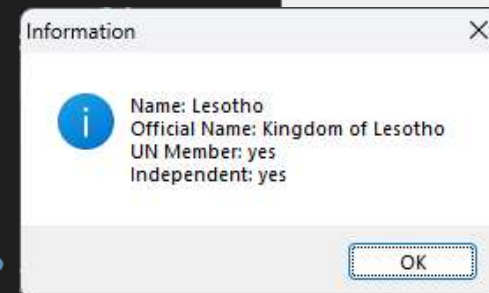 Information
Name: Lesotho
Official Name: Kingdom of Lesotho
UN Member: yes
Independent: yes
OK